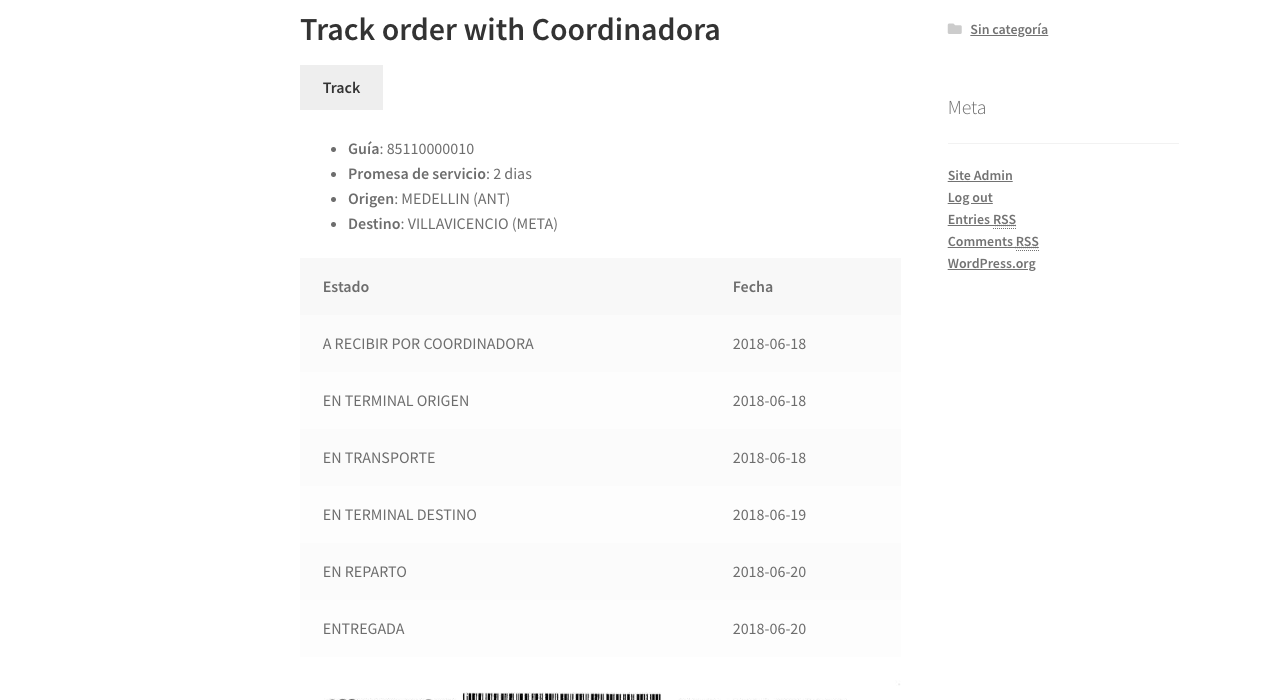 Track order with Coordinadora
Track
Guía: 85110000010
Promesa de servicio: 2 dias
Origen: MEDELLIN (ANT)
Destino: VILLAVICENCIO (META)
Estado Fecha
A RECIBIR POR COORDINADORA 2018-06-18
EN TERMINAL ORIGEN 2018-06-18
EN TRANSPORTE 2018-06-18
EN TERMINAL DESTINO 2018-06-19
EN REPARTO 2018-06-20
ENTREGADA 2018-06-20
Sin categoría
Meta
Site Admin
Log out
Entries RSS
Comments RSS
WordPress.org